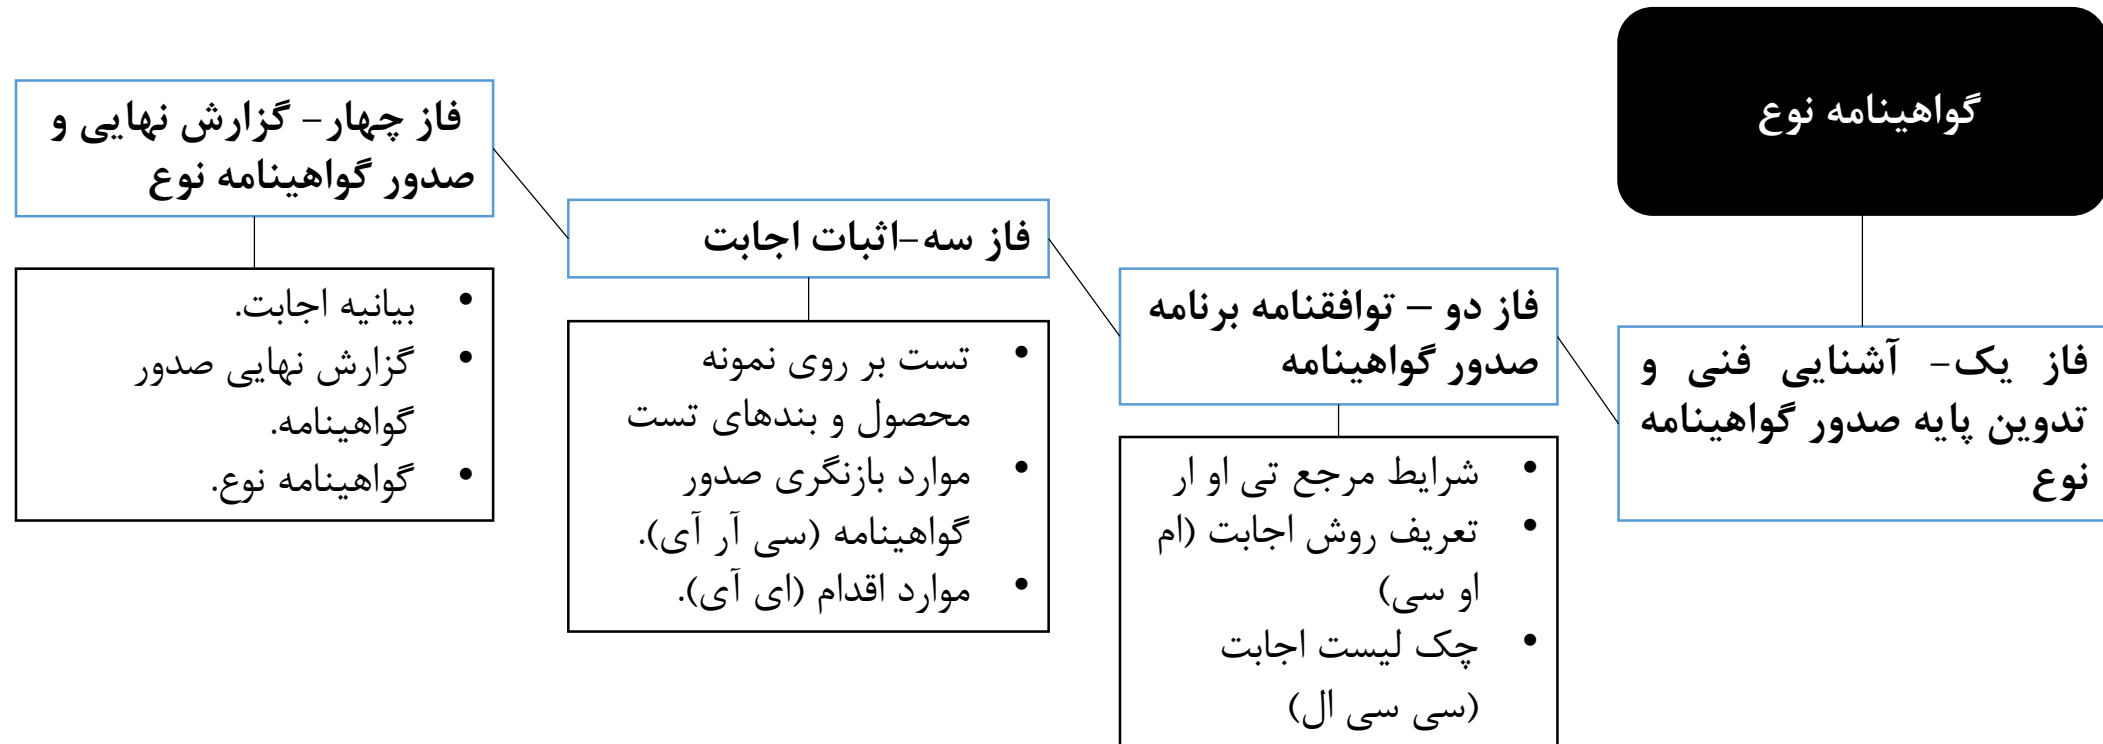 گواهینامه نوع
فاز یک- آشنایی فنی و
تدوین پایه صدور گواهینامه
نوع
فاز دو – توافقنامه برنامه
صدور گواهینامه
• شرایط مرجع تی او ار
• تعریف روش اجابت (ام
او سی)
• چک لیست اجابت
(سی سی ال)
فاز سه-اثبات اجابت
• تست بر روی نمونه
محصول و بندهای تست
• موارد بازنگری صدور
گواهینامه (سی آر آی).
• موارد اقدام (ای آی).
فاز چهار- گزارش نهایی و
صدور گواهینامه نوع
• بیانیه اجابت.
• گزارش نهایی صدور
گواهینامه.
• گواهینامه نوع.